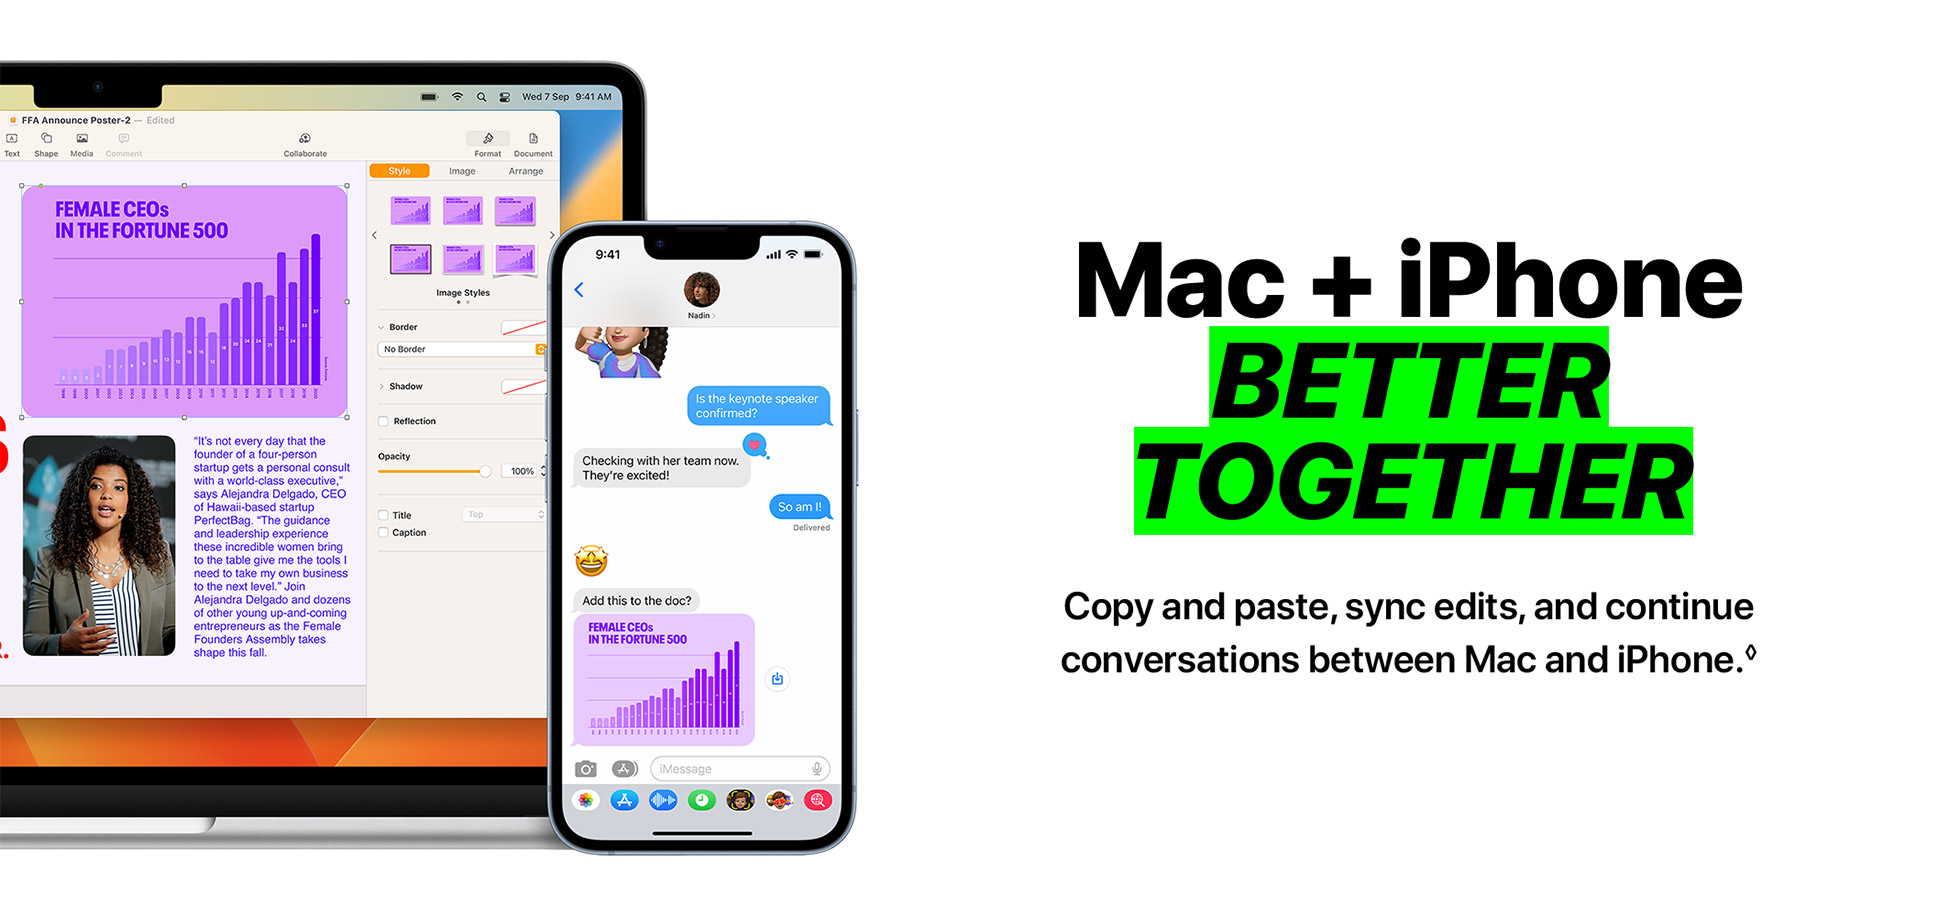 Wed 7 Sep 9:41 AM
FFA Announce Poster-2 — Edited
Text Shape Media Comment Collaborate Format Document
Style Image Arrange
FEMALE CEOs
IN THE FORTUNE 500
Image Styles
Border
No Border
Shadow
Reflection
Opacity
100%
Title Top
Caption
“It’s not every day that the
founder of a four-person
startup gets a personal consult
with a world-class executive,”
says Alejandra Delgado, CEO
of Hawaii-based startup
PerfectBag. “The guidance
and leadership experience
these incredible women bring
to the table give me the tools I
need to take my own business
to the next level.” Join
Alejandra Delgado and dozens
of other young up-and-coming
entrepreneurs as the Female
Founders Assembly takes
shape this fall.
9:41
Nadin
Is the keynote speaker
confirmed?
Checking with her team now.
They’re excited!
So am I!
Delivered
Add this to the doc?
FEMALE CEOs
IN THE FORTUNE 500
iMessage
Mac + iPhone
BETTER
TOGETHER
Copy and paste, sync edits, and continue
conversations between Mac and iPhone.◊